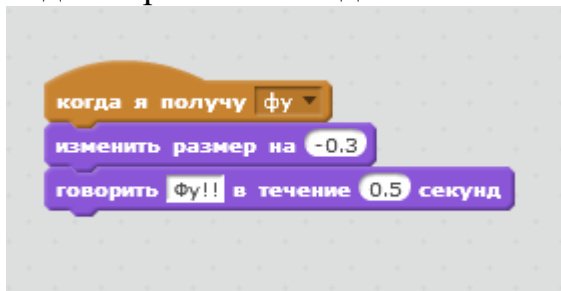 когда я получу фу
изменить размер на -0.3
говорить Фу!! в течение 0.5 секунд